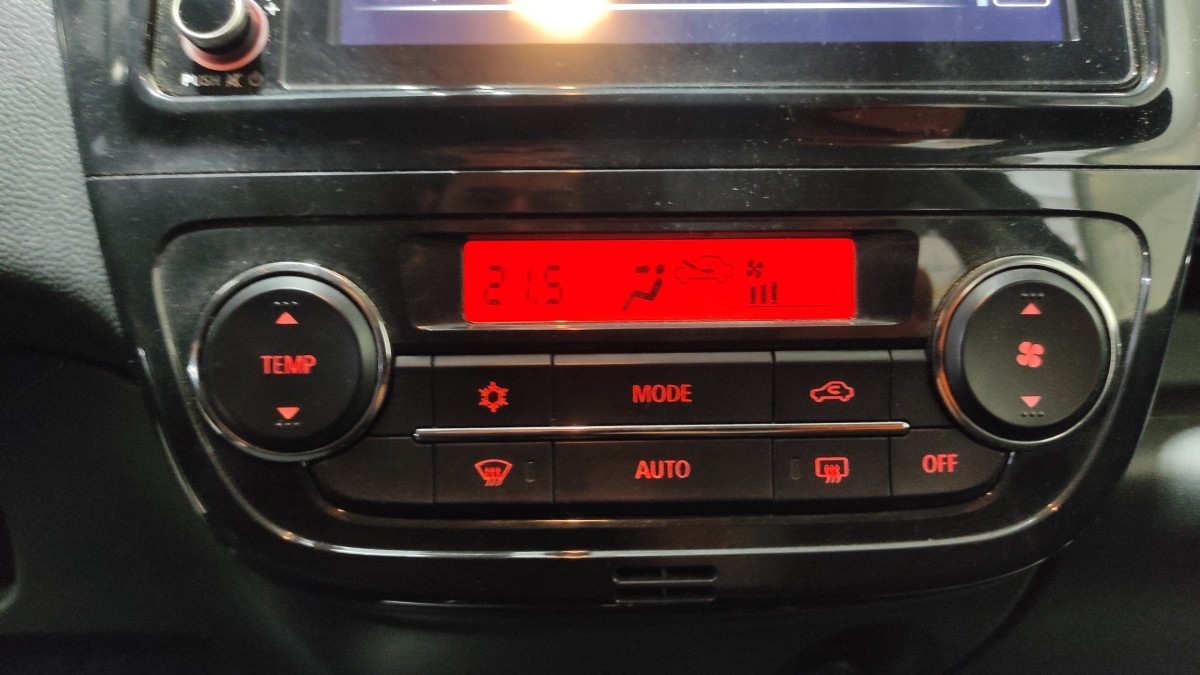 PUSH
21.5
TEMP
MODE
AUTO
OFF